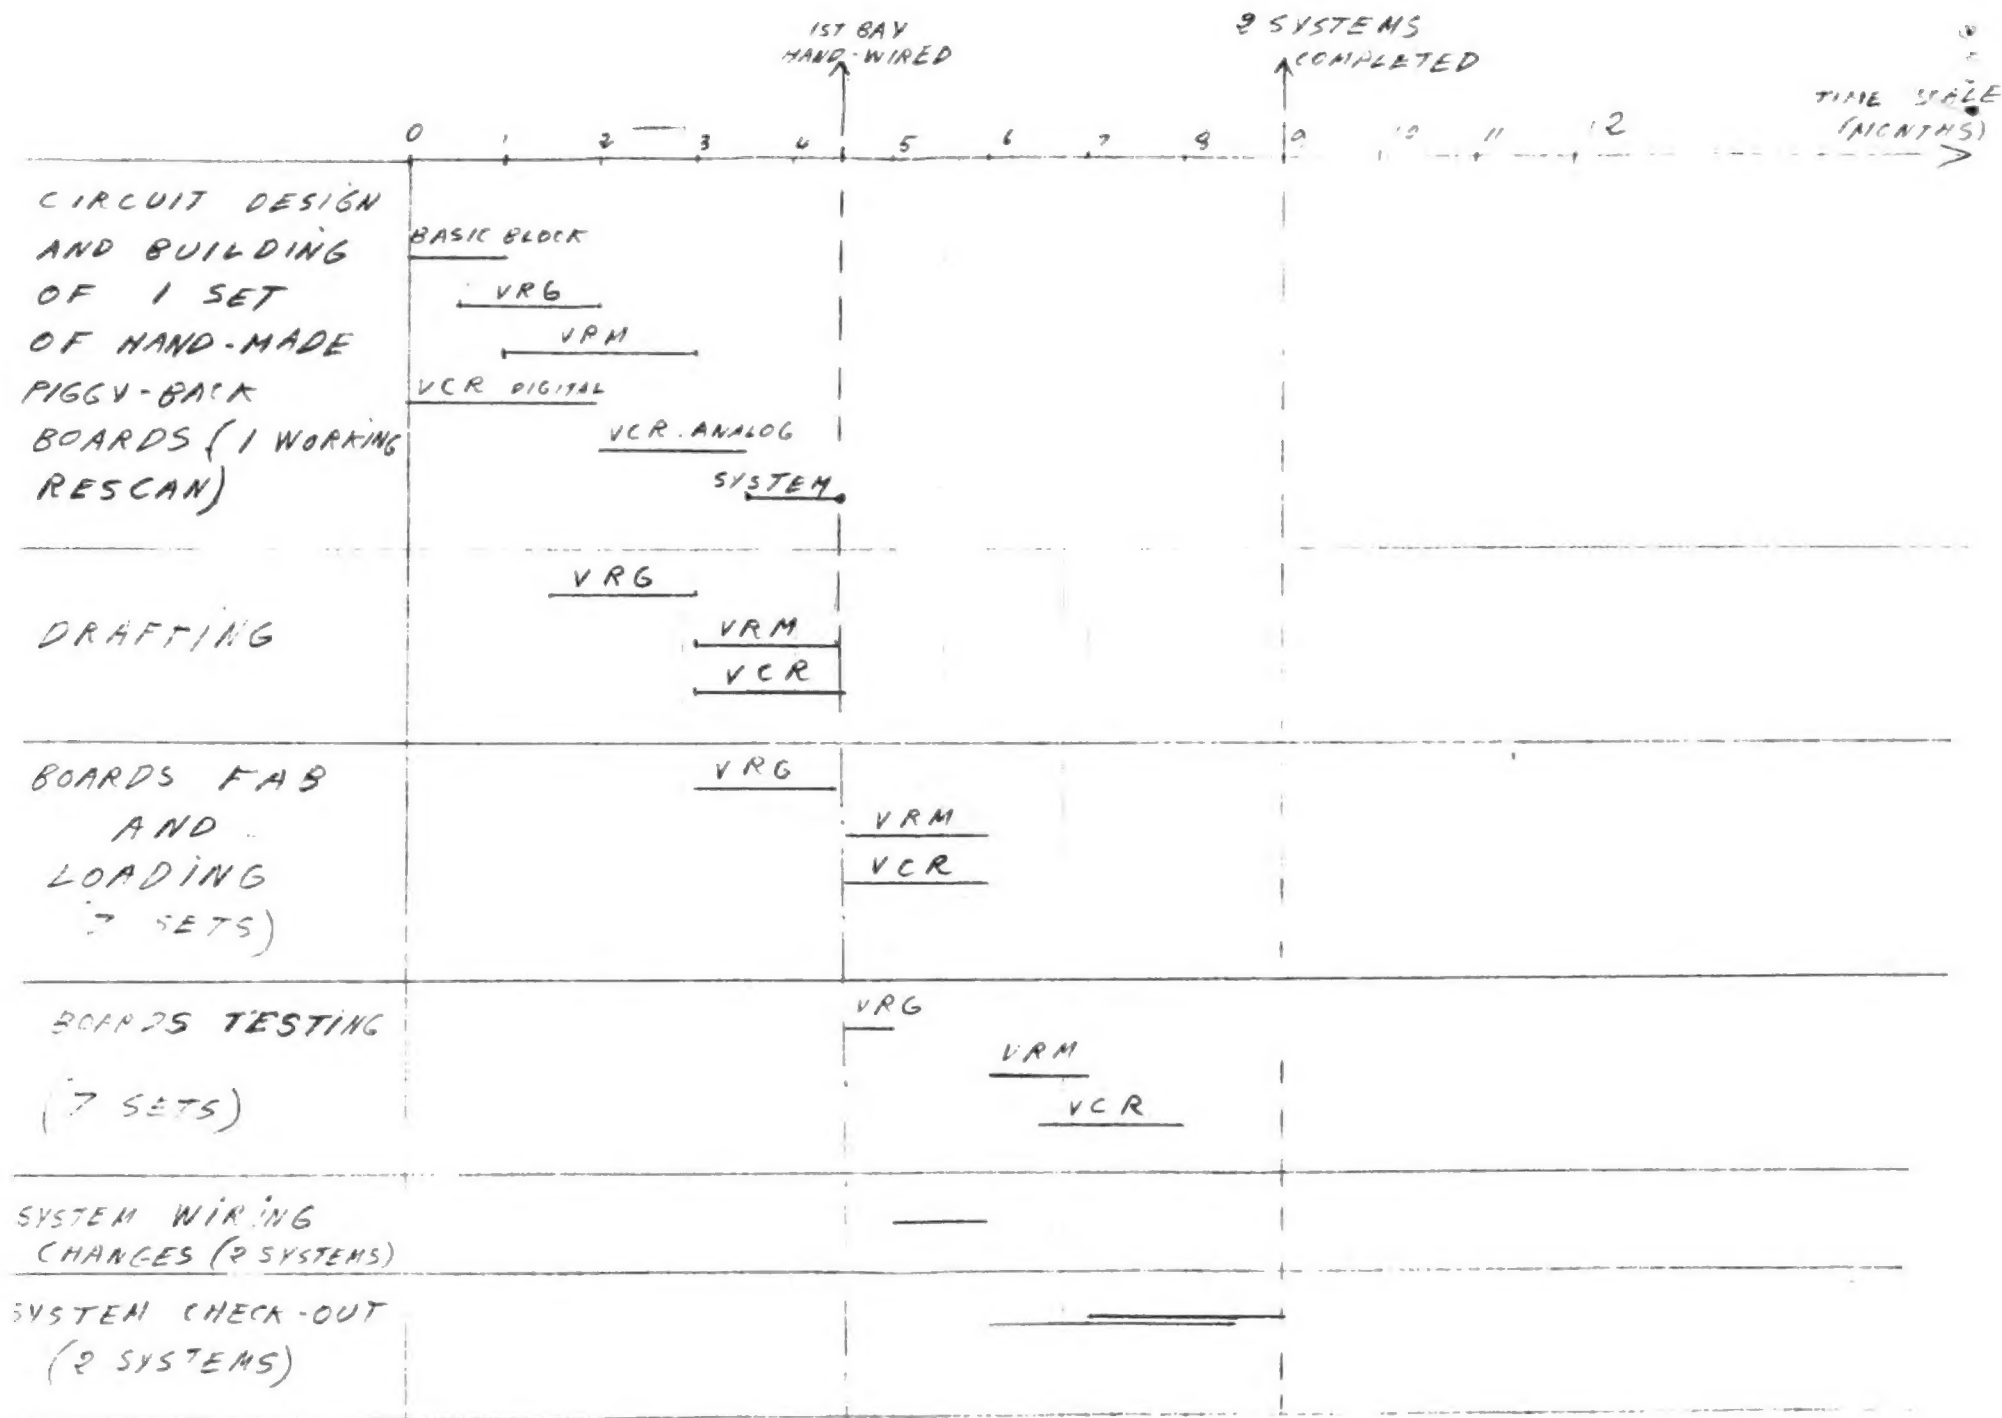 1ST BAY
HAND-WIRED
2 SYSTEMS
COMPLETED
TIME SCALE
(MONTHS)
0 1 2 3 4 5 6 7 8 9 10 11 12
CIRCUIT DESIGN
AND BUILDING
OF 1 SET
OF HAND-MADE
PIGGY-BACK
BOARDS (1 WORKING
RESCAN)
BASIC BLOCK
VRG
VRM
VCR DIGITAL
VCR ANALOG
SYSTEM
DRAFTING
VRG
VRM
VCR
BOARDS FAB
AND
LOADING
7 SETS)
VRG
VRM
VCR
BOARDS TESTING
(7 SETS)
VRG
VRM
VCR
SYSTEM WIRING
CHANGES (2 SYSTEMS)
SYSTEM CHECK-OUT
(2 SYSTEMS)